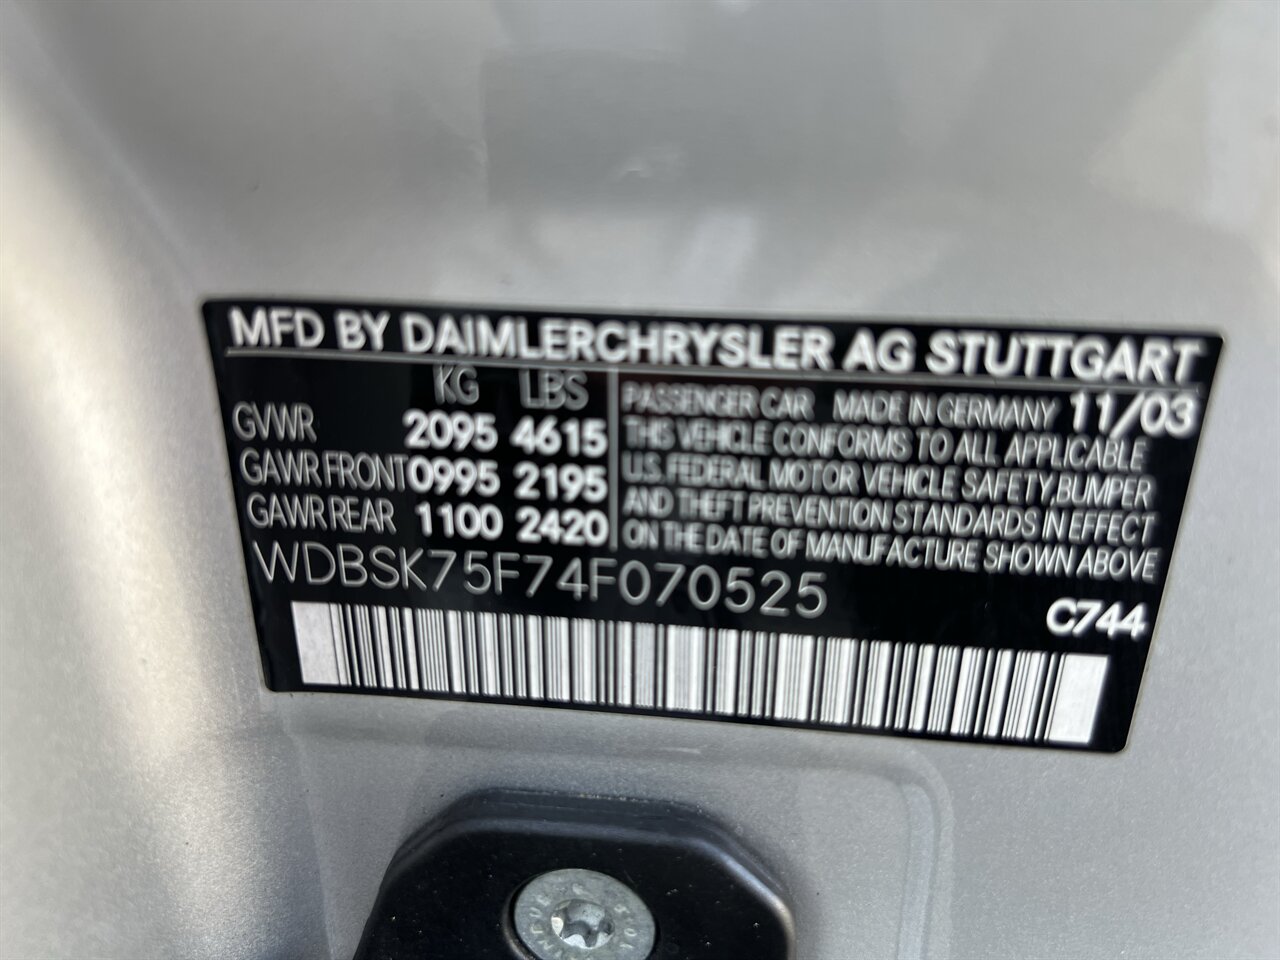 MFD BY DAIMLERCHRYSLER AG STUTTGART
KG LBS
GVWR 2095 4615
GAWR FRONT 0995 2195
GAWR REAR 1100 2420
PASSENGER CAR MADE IN GERMANY 11/03
THIS VEHICLE CONFORMS TO ALL APPLICABLE
U.S. FEDERAL MOTOR VEHICLE SAFETY, BUMPER
AND THEFT PREVENTION STANDARDS IN EFFECT
ON THE DATE OF MANUFACTURE SHOWN ABOVE
WDBSK75F74F070525
C744